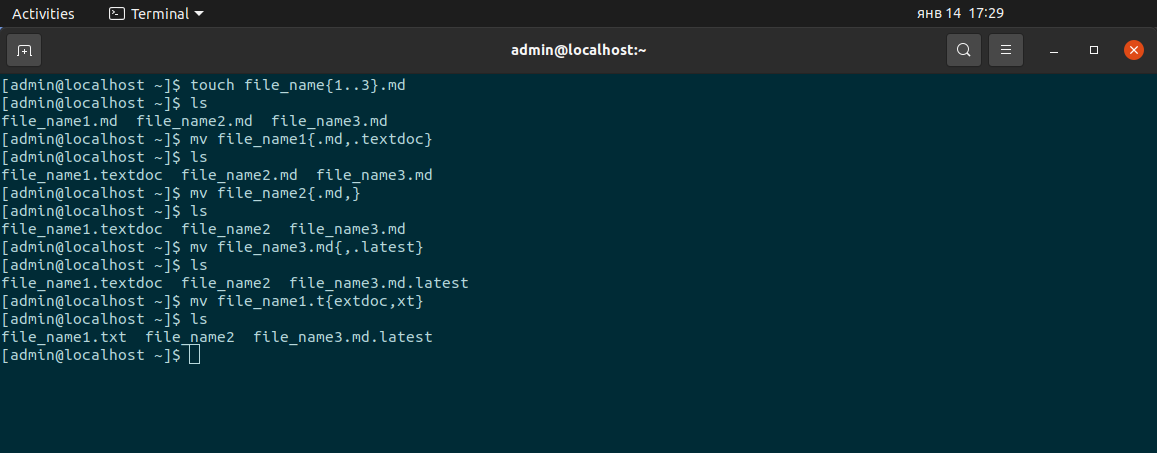 Activities Terminal янв 14 17:29
admin@localhost:~
[admin@localhost ~]$ touch file_name{1..3}.md
[admin@localhost ~]$ ls
file_name1.md  file_name2.md  file_name3.md
[admin@localhost ~]$ mv file_name1{.md,.textdoc}
[admin@localhost ~]$ ls
file_name1.textdoc  file_name2.md  file_name3.md
[admin@localhost ~]$ mv file_name2{.md,}
[admin@localhost ~]$ ls
file_name1.textdoc  file_name2  file_name3.md
[admin@localhost ~]$ mv file_name3.md{,.latest}
[admin@localhost ~]$ ls
file_name1.textdoc  file_name2  file_name3.md.latest
[admin@localhost ~]$ mv file_name1.t{extdoc,xt}
[admin@localhost ~]$ ls
file_name1.txt  file_name2  file_name3.md.latest
[admin@localhost ~]$